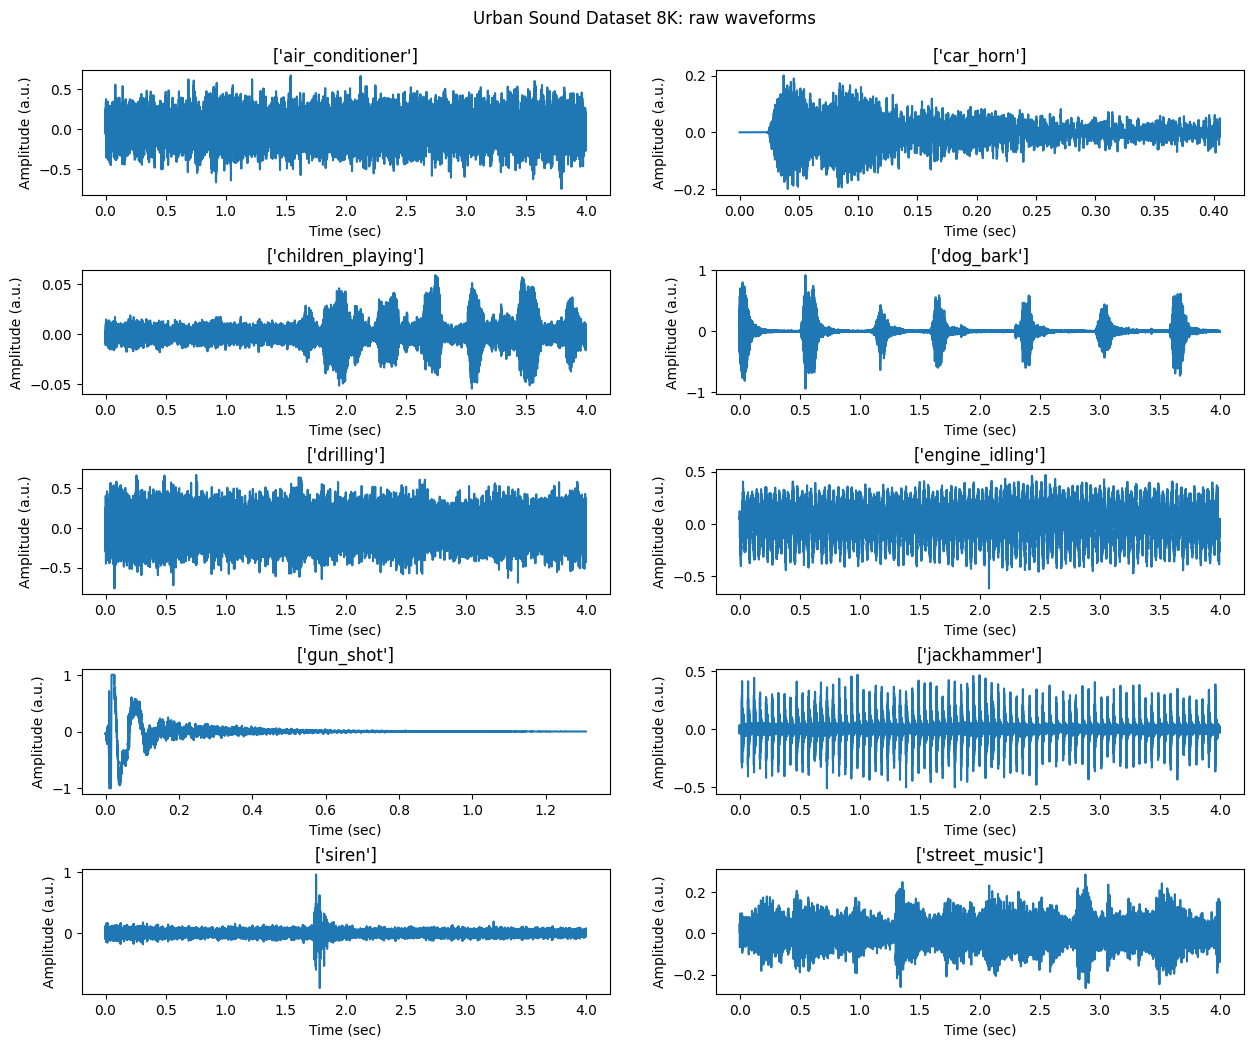 Urban Sound Dataset 8K: raw waveforms
['air_conditioner']
Amplitude (a.u.)
0.5
0.0
−0.5
0.0 0.5 1.0 1.5 2.0 2.5 3.0 3.5 4.0
Time (sec)
['car_horn']
Amplitude (a.u.)
0.2
0.0
−0.2
0.00 0.05 0.10 0.15 0.20 0.25 0.30 0.35 0.40
Time (sec)
['children_playing']
Amplitude (a.u.)
0.05
0.00
−0.05
0.0 0.5 1.0 1.5 2.0 2.5 3.0 3.5 4.0
Time (sec)
['dog_bark']
Amplitude (a.u.)
1
0
−1
0.0 0.5 1.0 1.5 2.0 2.5 3.0 3.5 4.0
Time (sec)
['drilling']
Amplitude (a.u.)
0.5
0.0
−0.5
0.0 0.5 1.0 1.5 2.0 2.5 3.0 3.5 4.0
Time (sec)
['engine_idling']
Amplitude (a.u.)
0.5
0.0
−0.5
0.0 0.5 1.0 1.5 2.0 2.5 3.0 3.5 4.0
Time (sec)
['gun_shot']
Amplitude (a.u.)
1
0
−1
0.0 0.2 0.4 0.6 0.8 1.0 1.2
Time (sec)
['jackhammer']
Amplitude (a.u.)
0.5
0.0
−0.5
0.0 0.5 1.0 1.5 2.0 2.5 3.0 3.5 4.0
Time (sec)
['siren']
Amplitude (a.u.)
1
0
0.0 0.5 1.0 1.5 2.0 2.5 3.0 3.5 4.0
Time (sec)
['street_music']
Amplitude (a.u.)
0.2
0.0
−0.2
0.0 0.5 1.0 1.5 2.0 2.5 3.0 3.5 4.0
Time (sec)